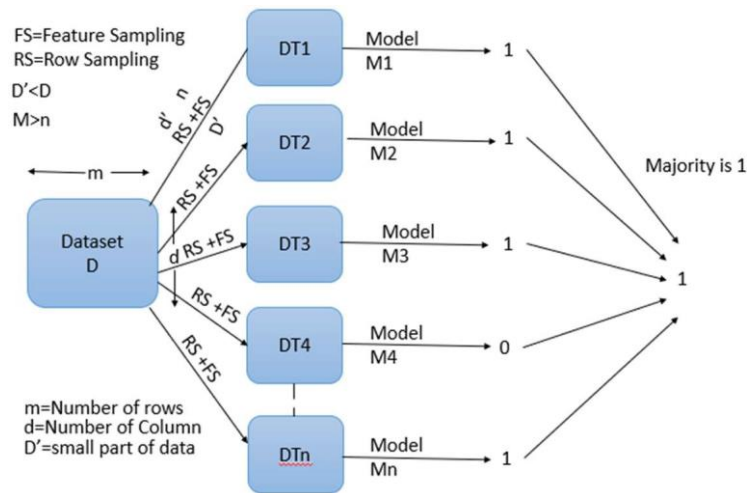 FS=Feature Sampling
RS=Row Sampling
D'<D
M>n
m
Dataset
D
m=Number of rows
d=Number of Column
D'=small part of data
d' n
RS +FS
D'
RS +FS
d RS +FS
RS +FS
RS +FS
DT1
Model
M1
1
DT2
Model
M2
1
DT3
Model
M3
1
DT4
Model
M4
0
DTn
Model
Mn
1
Majority is 1
1